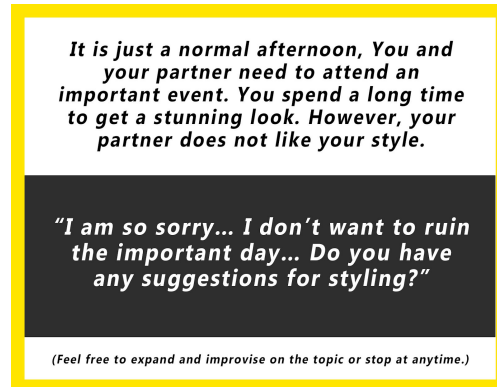 It is just a normal afternoon, You and
your partner need to attend an
important event. You spend a long time
to get a stunning look. However, your
partner does not like your style.
“I am so sorry... I don’t want to ruin
the important day... Do you have
any suggestions for styling?”
(Feel free to expand and improvise on the topic or stop at anytime.)